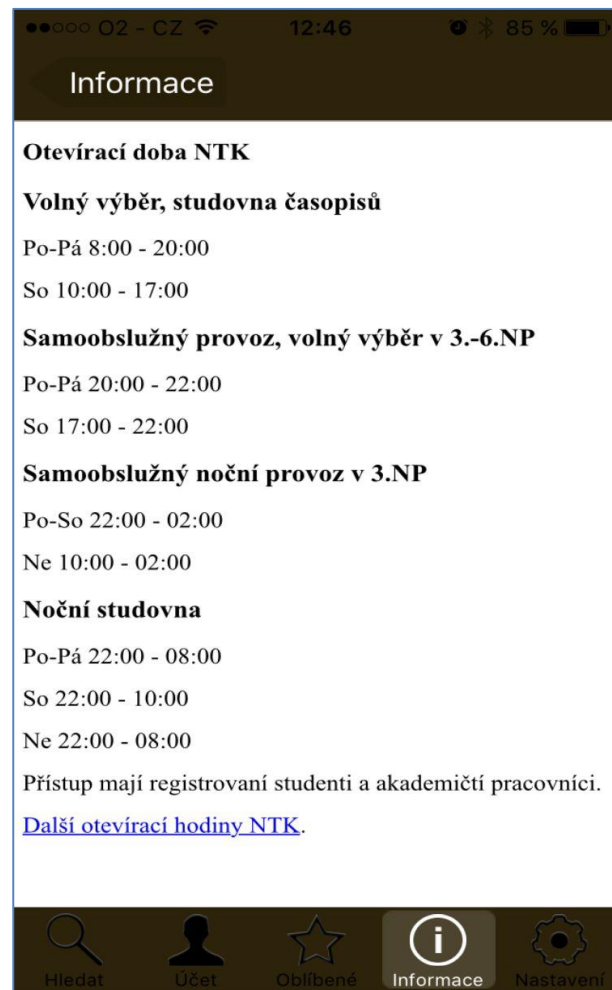 O2 - CZ 12:46 85 %
Informace
Otevírací doba NTK
Volný výběr, studovna časopisů
Po-Pá 8:00 - 20:00
So 10:00 - 17:00
Samoobslužný provoz, volný výběr v 3.-6.NP
Po-Pá 20:00 - 22:00
So 17:00 - 22:00
Samoobslužný noční provoz v 3.NP
Po-So 22:00 - 02:00
Ne 10:00 - 02:00
Noční studovna
Po-Pá 22:00 - 08:00
So 22:00 - 10:00
Ne 22:00 - 08:00
Přístup mají registrovaní studenti a akademičtí pracovníci.
Další otevírací hodiny NTK.
Hledat Účet Oblíbené Informace Nastavení